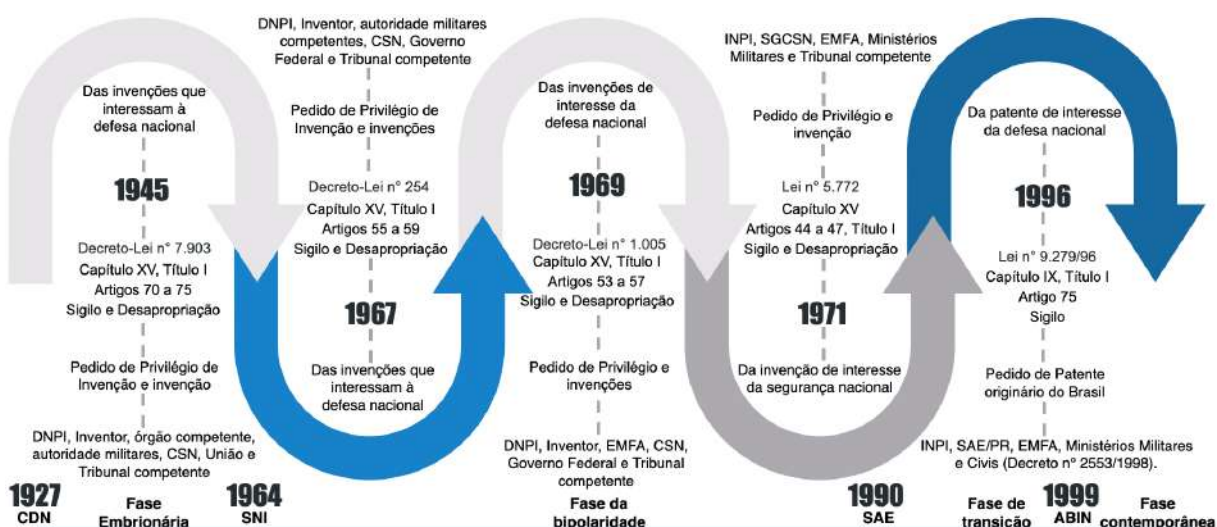 Das invenções que
interessam à
defesa nacional
1945
Decreto-Lei n° 7.903
Capítulo XV, Título I
Artigos 70 a 75
Sigilo e Desapropriação
Pedido de Privilégio de
Invenção e invenção
DNPI, Inventor, órgão competente,
autoridade militares, CSN, União e
Tribunal competente
DNPI, Inventor, autoridade militares
competentes, CSN, Governo
Federal e Tribunal competente
Pedido de Privilégio de
Invenção e invenções
Decreto-Lei n° 254
Capítulo XV, Título I
Artigos 55 a 59
Sigilo e Desapropriação
1967
Das invenções que
interessam à
defesa nacional
Das invenções de
interesse da
defesa nacional
1969
Decreto-Lei n° 1.005
Capítulo XV, Título I
Artigos 53 a 57
Sigilo e Desapropriação
Pedido de Privilégio e
invenções
DNPI, Inventor, EMFA, CSN,
Governo Federal e Tribunal
competente
INPI, SGCSN, EMFA, Ministérios
Militares e Tribunal competente
Pedido de Privilégio e
invenção
Lei n° 5.772
Capítulo XV
Artigos 44 a 47, Título I
Sigilo e Desapropriação
1971
Da invenção de interesse
da segurança nacional
Da patente de interesse
da defesa nacional
1996
Lei n° 9.279/96
Capítulo IX, Título I
Artigo 75
Sigilo
Pedido de Patente
originário do Brasil
INPI, SAE/PR, EMFA, Ministérios Militares
e Civis (Decreto n° 2553/1998).
1927
CDN
Fase
Embrionária
1964
SNI
Fase da
bipolaridade
1990
SAE
Fase de
transição
1999
ABIN
Fase
contemporânea